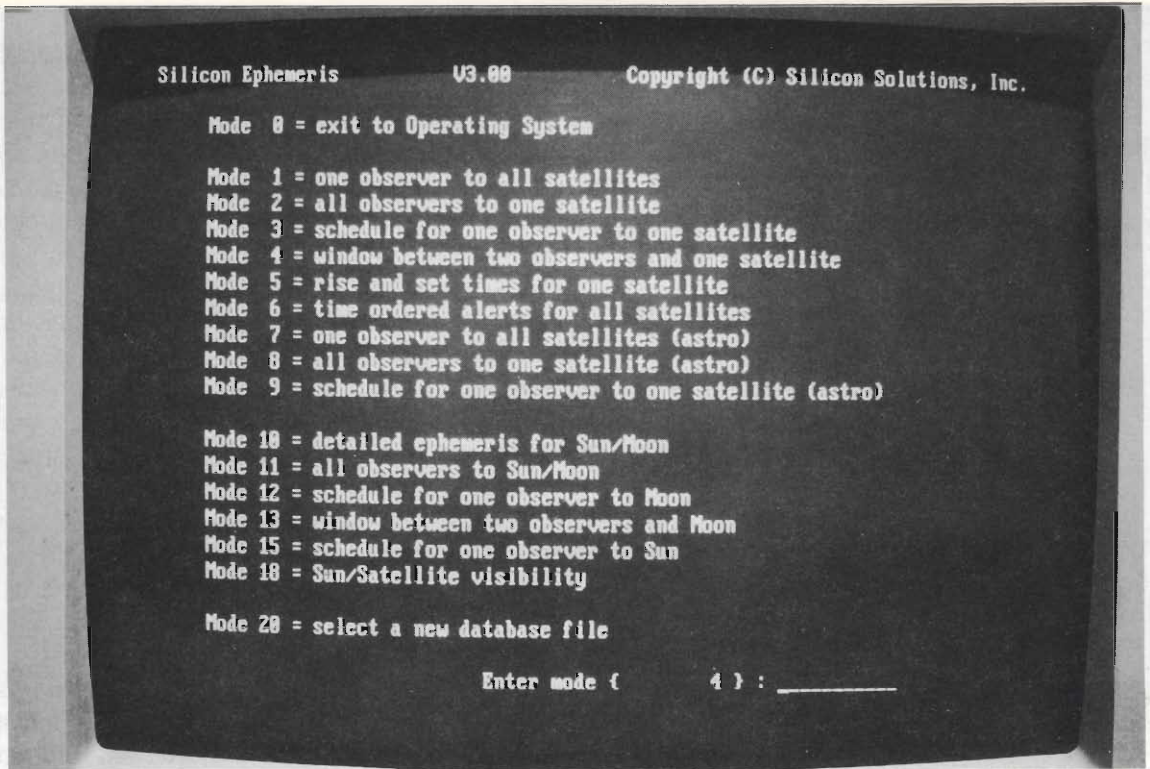 Silicon Ephemeris V3.00 Copyright (C) Silicon Solutions, Inc.
Mode 0 = exit to Operating System
Mode 1 = one observer to all satellites
Mode 2 = all observers to one satellite
Mode 3 = schedule for one observer to one satellite
Mode 4 = window between two observers and one satellite
Mode 5 = rise and set times for one satellite
Mode 6 = time ordered alerts for all satellites
Mode 7 = one observer to all satellites (astro)
Mode 8 = all observers to one satellite (astro)
Mode 9 = schedule for one observer to one satellite (astro)
Mode 10 = detailed ephemeris for Sun/Moon
Mode 11 = all observers to Sun/Moon
Mode 12 = schedule for one observer to Moon
Mode 13 = window between two observers and Moon
Mode 15 = schedule for one observer to Sun
Mode 18 = Sun/Satellite visibility
Mode 20 = select a new database file
Enter mode { 4 } : __________